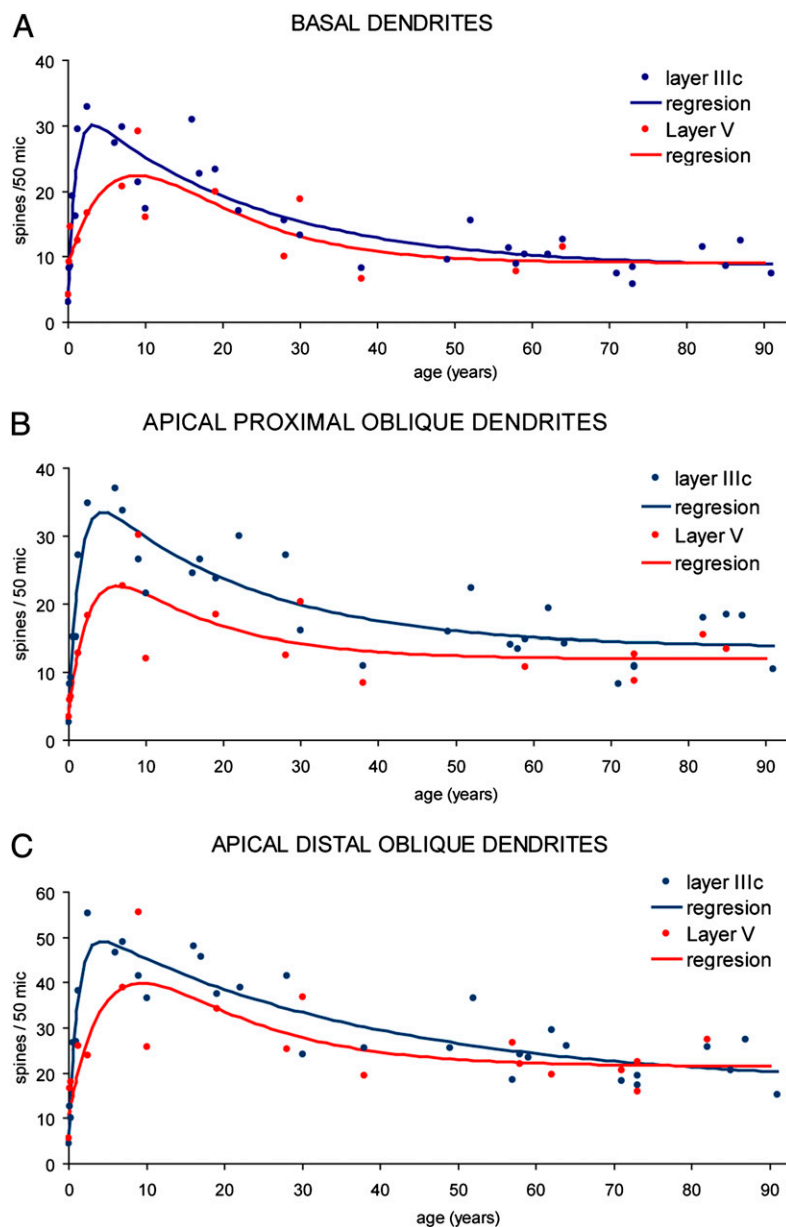 A
BASAL DENDRITES
40
30
20
10
0
spines /50 mic
layer IIIc
regresion
Layer V
regresion
0 10 20 30 40 50 60 70 80 90
age (years)
B
APICAL PROXIMAL OBLIQUE DENDRITES
40
30
20
10
0
spines / 50 mic
layer IIIc
regresion
Layer V
regresion
0 10 20 30 40 50 60 70 80 90
age (years)
C
APICAL DISTAL OBLIQUE DENDRITES
60
50
40
30
20
10
0
spines / 50 mic
layer IIIc
regresion
Layer V
regresion
0 10 20 30 40 50 60 70 80 90
age (years)